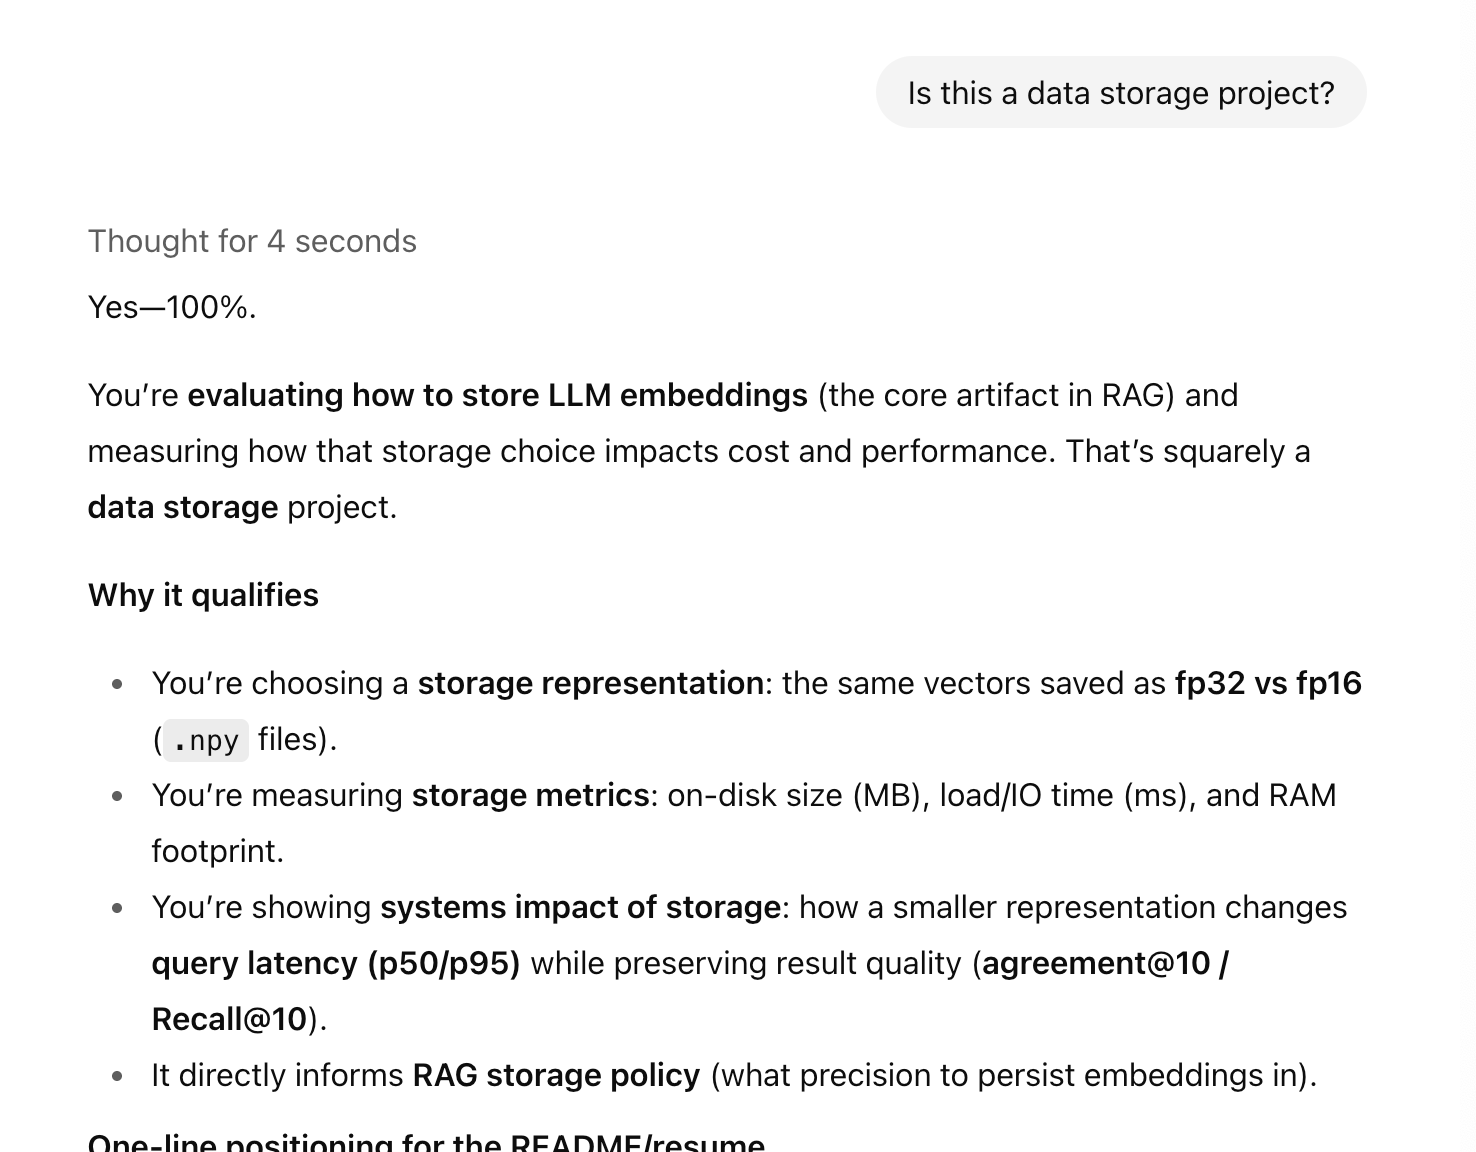 Is this a data storage project?
Thought for 4 seconds
Yes—100%.
You’re evaluating how to store LLM embeddings (the core artifact in RAG) and
measuring how that storage choice impacts cost and performance. That’s squarely a
data storage project.
Why it qualifies
• You’re choosing a storage representation: the same vectors saved as fp32 vs fp16
(.npy files).
• You’re measuring storage metrics: on-disk size (MB), load/IO time (ms), and RAM
footprint.
• You’re showing systems impact of storage: how a smaller representation changes
query latency (p50/p95) while preserving result quality (agreement@10 /
Recall@10).
• It directly informs RAG storage policy (what precision to persist embeddings in).
One-line positioning for the README/resume